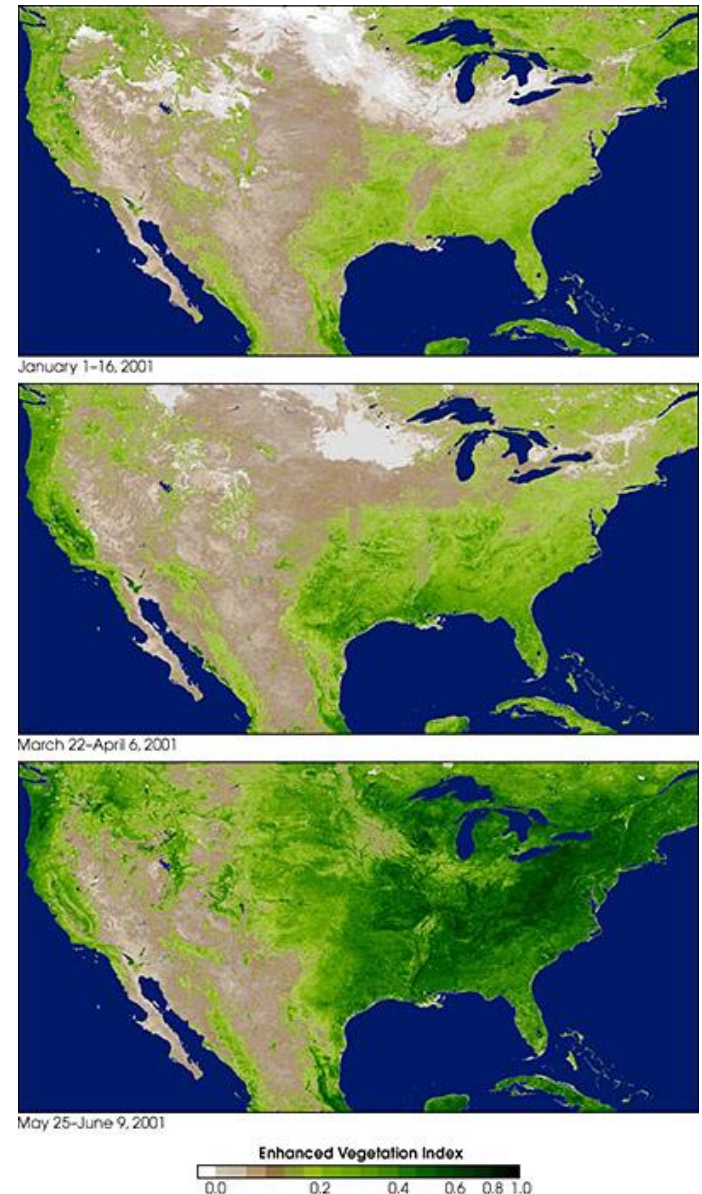 January 1-16, 2001
March 22-April 6, 2001
May 25-June 9, 2001
Enhanced Vegetation Index
0.0 0.2 0.4 0.6 0.8 1.0